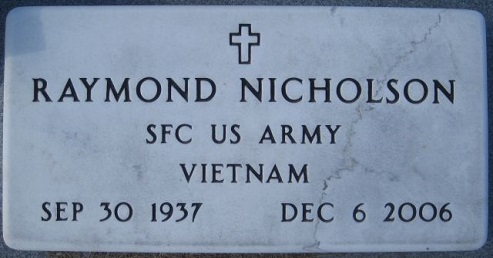 RAYMOND NICHOLSON
SFC US ARMY
VIETNAM
SEP 30 1937 DEC 6 2006